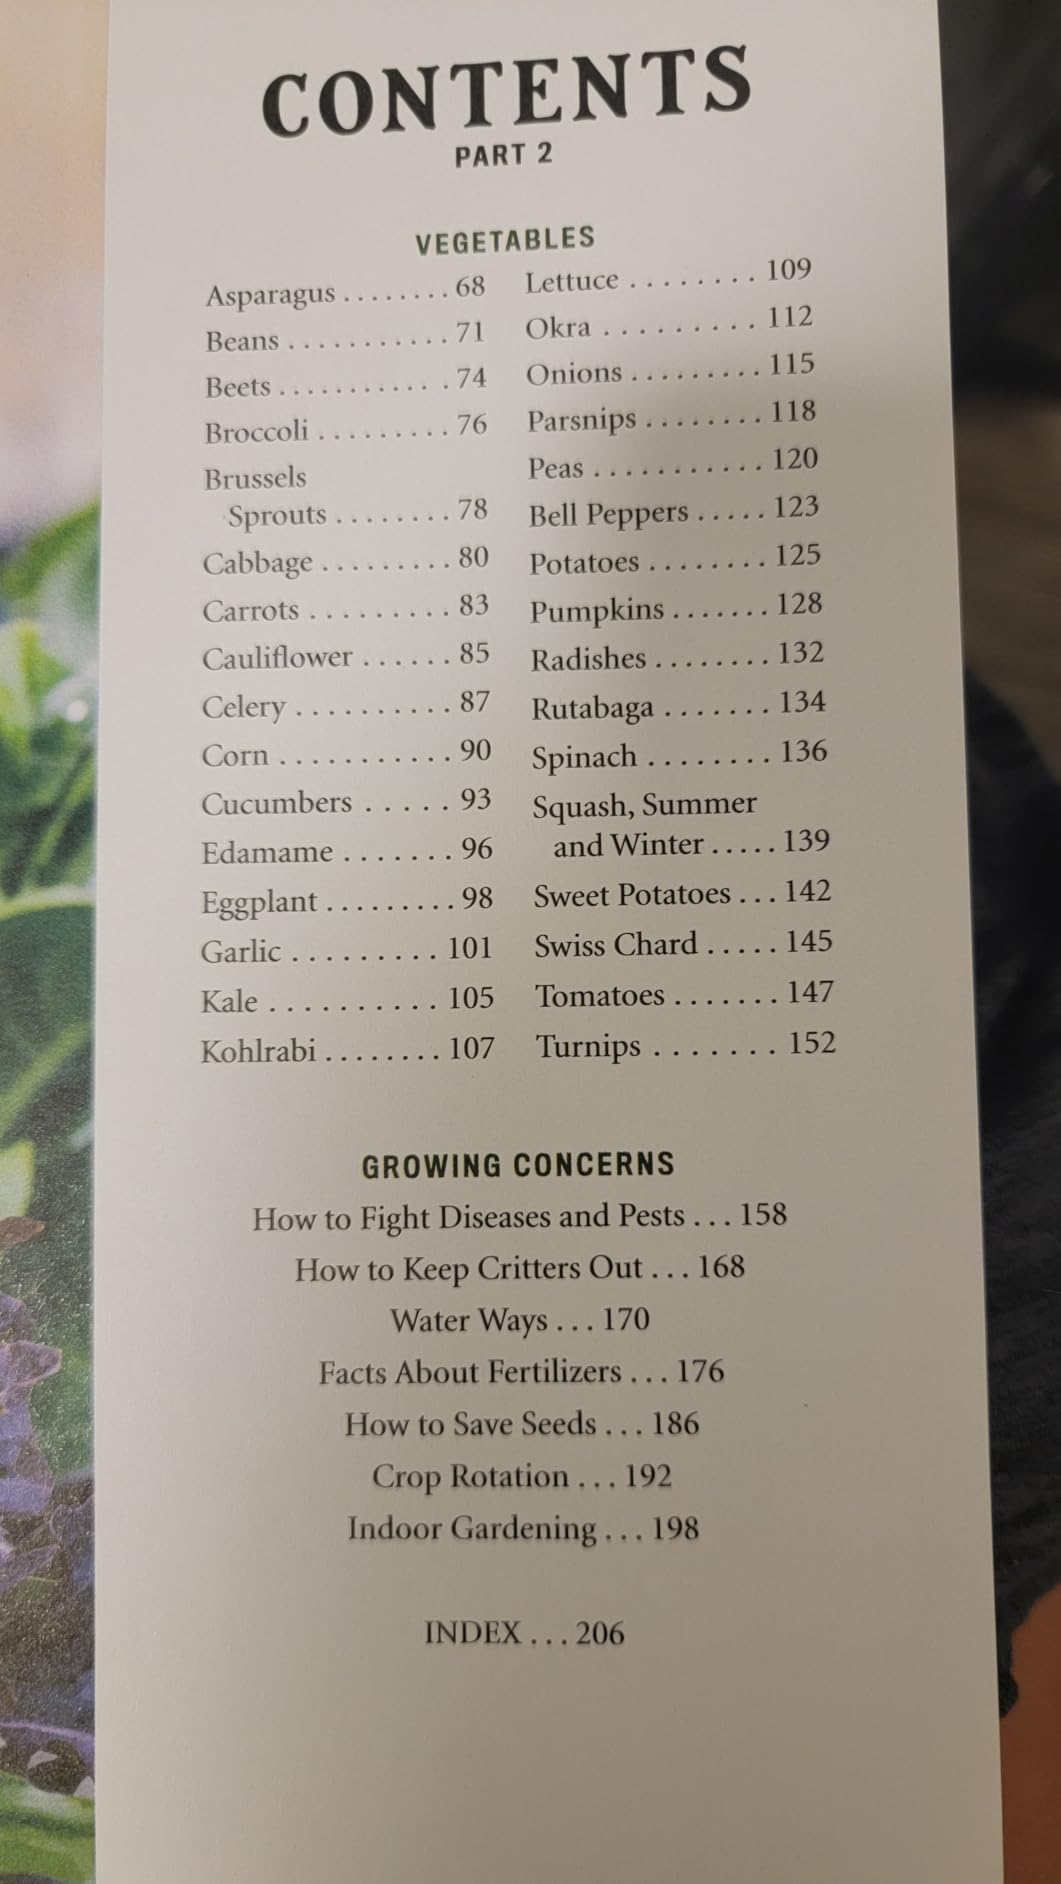 CONTENTS
PART 2
VEGETABLES
Asparagus ........ 68
Beans ........... 71
Beets ............ 74
Broccoli ......... 76
Brussels
Sprouts ........ 78
Cabbage ......... 80
Carrots ......... 83
Cauliflower ...... 85
Celery .......... 87
Corn ........... 90
Cucumbers ..... 93
Edamame ....... 96
Eggplant ......... 98
Garlic ......... 101
Kale .......... 105
Kohlrabi ........ 107
Lettuce ........ 109
Okra ......... 112
Onions ......... 115
Parsnips ........ 118
Peas ........... 120
Bell Peppers ..... 123
Potatoes ........ 125
Pumpkins ....... 128
Radishes ........ 132
Rutabaga ....... 134
Spinach ........ 136
Squash, Summer
and Winter ..... 139
Sweet Potatoes ... 142
Swiss Chard ..... 145
Tomatoes ....... 147
Turnips ....... 152
GROWING CONCERNS
How to Fight Diseases and Pests ... 158
How to Keep Critters Out ... 168
Water Ways ... 170
Facts About Fertilizers ... 176
How to Save Seeds ... 186
Crop Rotation ... 192
Indoor Gardening ... 198
INDEX ... 206